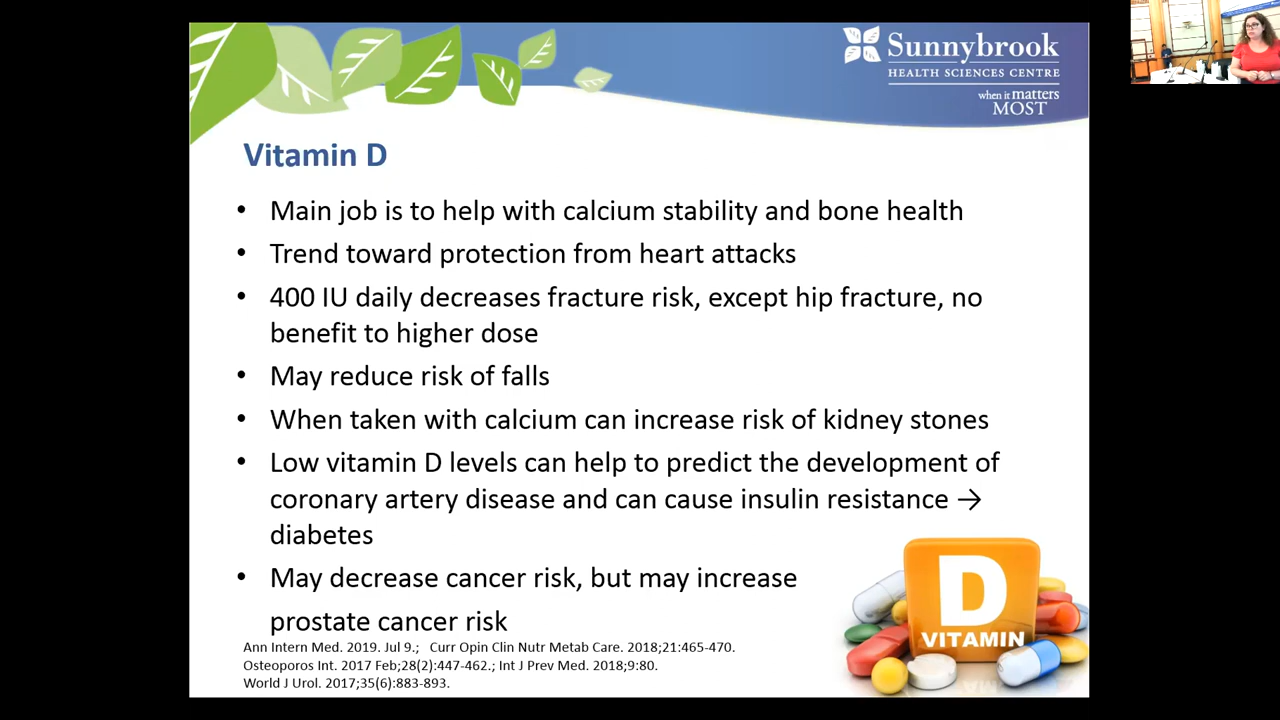 Sunnybrook
HEALTH SCIENCES CENTRE
when it matters
MOST
Vitamin D
• Main job is to help with calcium stability and bone health
• Trend toward protection from heart attacks
• 400 IU daily decreases fracture risk, except hip fracture, no
benefit to higher dose
• May reduce risk of falls
• When taken with calcium can increase risk of kidney stones
• Low vitamin D levels can help to predict the development of
coronary artery disease and can cause insulin resistance →
diabetes
• May decrease cancer risk, but may increase
prostate cancer risk
Ann Intern Med. 2019. Jul 9.; Curr Opin Clin Nutr Metab Care. 2018;21:465-470.
Osteoporos Int. 2017 Feb;28(2):447-462.; Int J Prev Med. 2018;9:80.
World J Urol. 2017;35(6):883-893.
D
VITAMIN